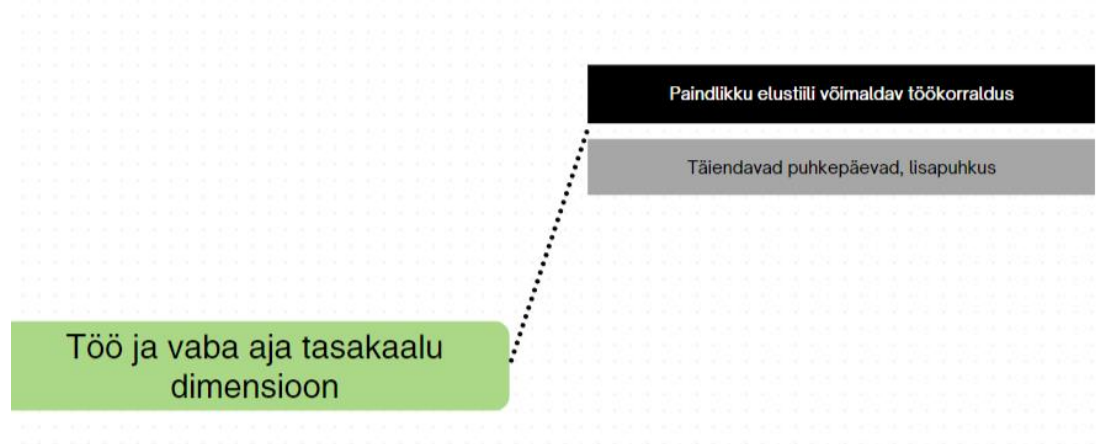 Paindlikku elustiili võimaldav töökorraldus
Täiendavad puhkepäevad, lisapuhkus
Töö ja vaba aja tasakaalu
dimensioon